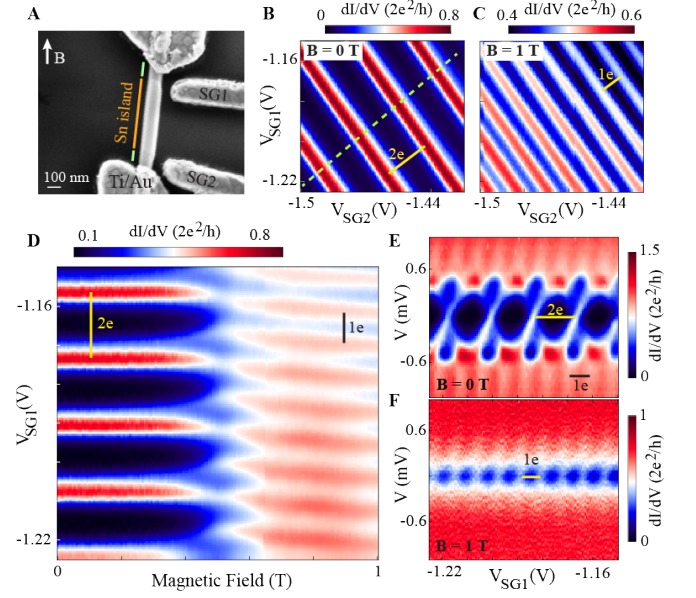 A
B
SG1
Sn island
SG2
Ti/Au
100 nm
B
0 dI/dV (2e²/h) 0.8
B = 0 T
-1.16
V_SG1(V)
2e
-1.22
-1.5 V_SG2(V) -1.44
C
0.4 dI/dV (2e²/h) 0.6
B = 1 T
1e
-1.5 V_SG2(V) -1.44
D
0.1 dI/dV (2e²/h) 0.8
-1.16
2e
1e
V_SG1(V)
-1.22
0 Magnetic Field (T) 1
E
0.6
V (mV)
-0.6
2e
1e
B = 0 T
1.5
dI/dV (2e²/h)
0
F
V (mV)
-0.6
1e
B = 1 T
-1.22 V_SG1(V) -1.16
1
dI/dV (2e²/h)
0